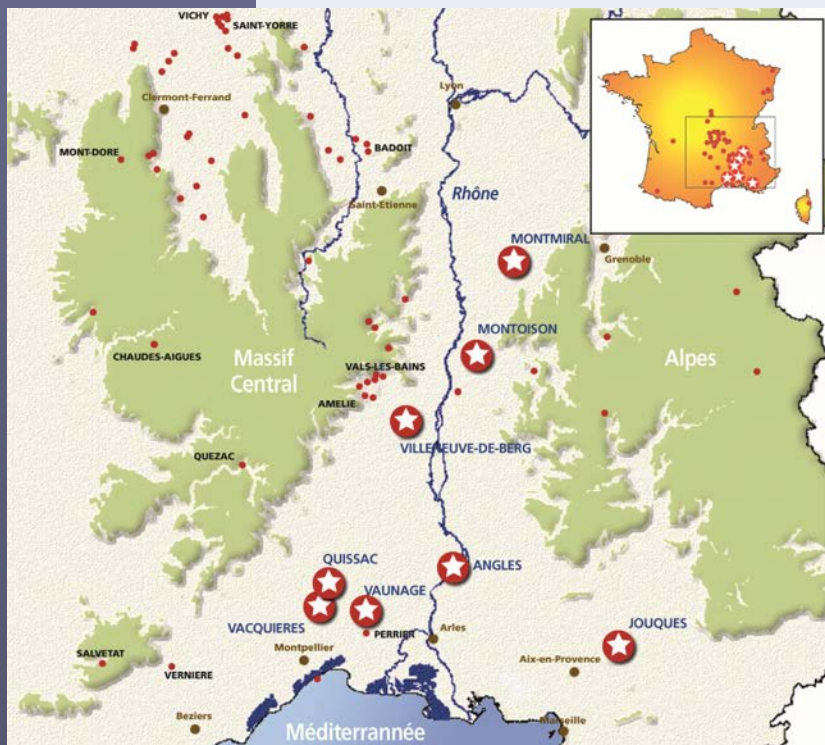 VICHY
SAINT-YORRE
Clermont-Ferrand
Lyon
MONT-DORE
BADOIT
Saint-Étienne
Rhône
MONTMIRAL
Grenoble
MONTOISON
CHAUDES-AIGUES
Massif
Central
VALS-LES-BAINS
Alpes
AMELIE
VILLENEUVE-DE-BERG
QUEZAC
QUISSAC
ANGLES
VAUNAGE
VACQUIERES
PERRIER
Arles
JOUQUES
SALVETAT
VERNIERE
Montpellier
Aix-en-Provence
Beziers
Méditerrannée
Marseille